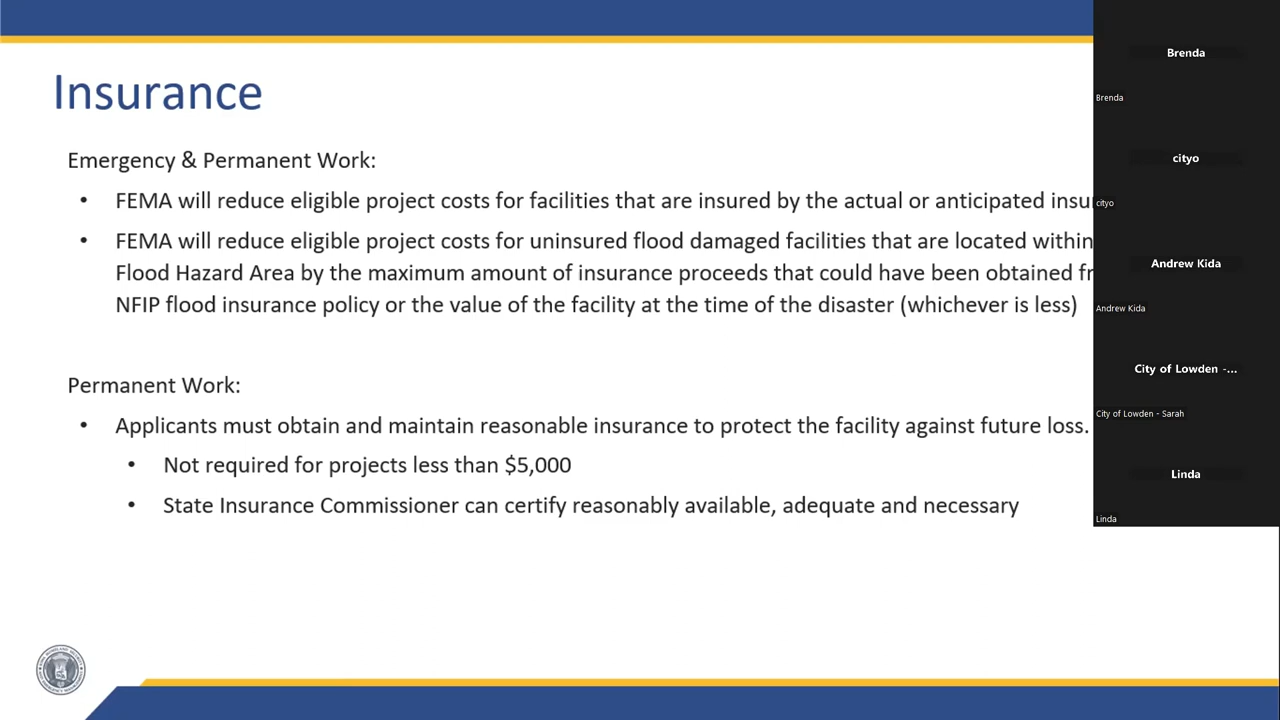 Insurance
Emergency & Permanent Work:
• FEMA will reduce eligible project costs for facilities that are insured by the actual or anticipated insu
• FEMA will reduce eligible project costs for uninsured flood damaged facilities that are located within
Flood Hazard Area by the maximum amount of insurance proceeds that could have been obtained fr
NFIP flood insurance policy or the value of the facility at the time of the disaster (whichever is less)
Permanent Work:
• Applicants must obtain and maintain reasonable insurance to protect the facility against future loss.
• Not required for projects less than $5,000
• State Insurance Commissioner can certify reasonably available, adequate and necessary
Brenda
Brenda
cityo
cityo
Andrew Kida
Andrew Kida
City of Lowden -...
City of Lowden - Sarah
Linda
Linda